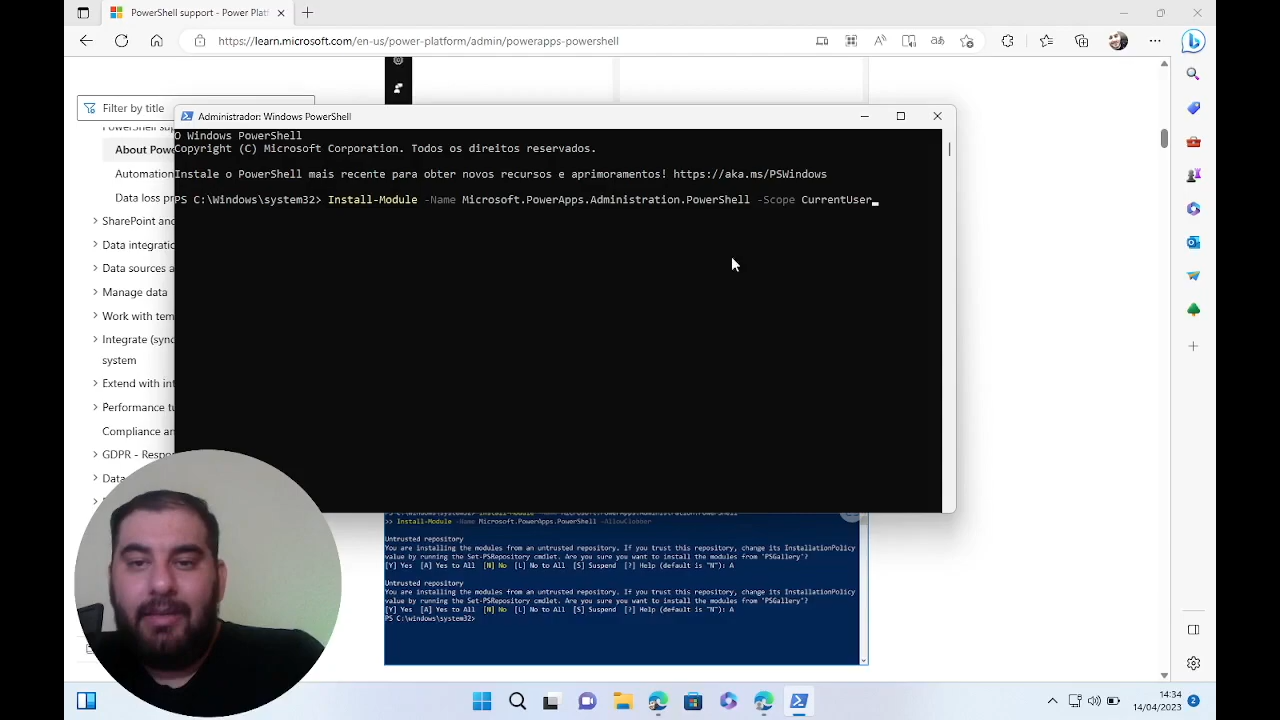 PowerShell support - Power Platf
https://learn.microsoft.com/en-us/power-platform/admin/powerapps-powershell
Filter by title
About Pow
Automation
Data loss pr
SharePoint and
Data integratio
Data sources a
Manage data
Work with tem
Integrate (sync
system
Extend with int
Performance tu
Compliance an
GDPR - Respo
Data
Administrador: Windows PowerShell
O Windows PowerShell
Copyright (C) Microsoft Corporation. Todos os direitos reservados.
Instale o PowerShell mais recente para obter novos recursos e aprimoramentos! https://aka.ms/PSWindows
PS C:\Windows\system32> Install-Module -Name Microsoft.PowerApps.Administration.PowerShell -Scope CurrentUser
>> Install-Module -Name Microsoft.PowerApps.PowerShell -AllowClobber
Untrusted repository
You are installing the modules from an untrusted repository. If you trust this repository, change its InstallationPolicy
value by running the Set-PSRepository cmdlet. Are you sure you want to install the modules from 'PSGallery'?
[Y] Yes [A] Yes to All [N] No [L] No to All [S] Suspend [?] Help (default is "N"): A
Untrusted repository
You are installing the modules from an untrusted repository. If you trust this repository, change its InstallationPolicy
value by running the Set-PSRepository cmdlet. Are you sure you want to install the modules from 'PSGallery'?
[Y] Yes [A] Yes to All [N] No [L] No to All [S] Suspend [?] Help (default is "N"): A
PS C:\windows\system32>
14:34
14/04/2023